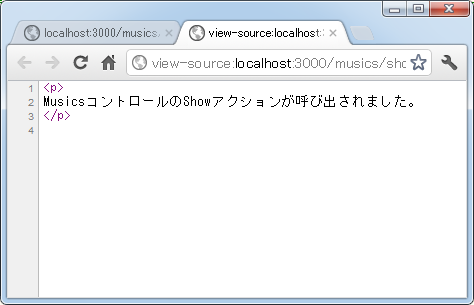 localhost:3000/musics
view-source:localhost:
view-source:localhost:3000/musics/sho
1 <p>
2 MusicsコントロールのShowアクションが呼び出されました。
3 </p>
4